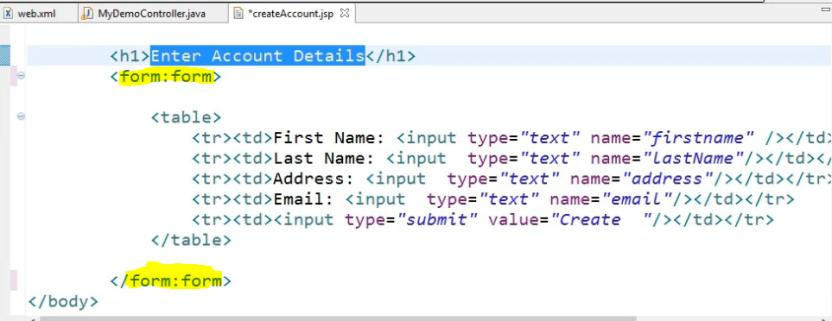 web.xml MyDemoController.java *createAccount.jsp
<h1>Enter Account Details</h1>
<form:form>
<table>
<tr><td>First Name: <input type="text" name="firstname" /></td>
<tr><td>Last Name: <input  type="text" name="lastName"/></td></
<tr><td>Address: <input  type="text" name="address"/></td></tr>
<tr><td>Email: <input type="text" name="email"/></td></tr>
<tr><td><input type="submit" value="Create  "/></td></tr>
</table>
</form:form>
</body>